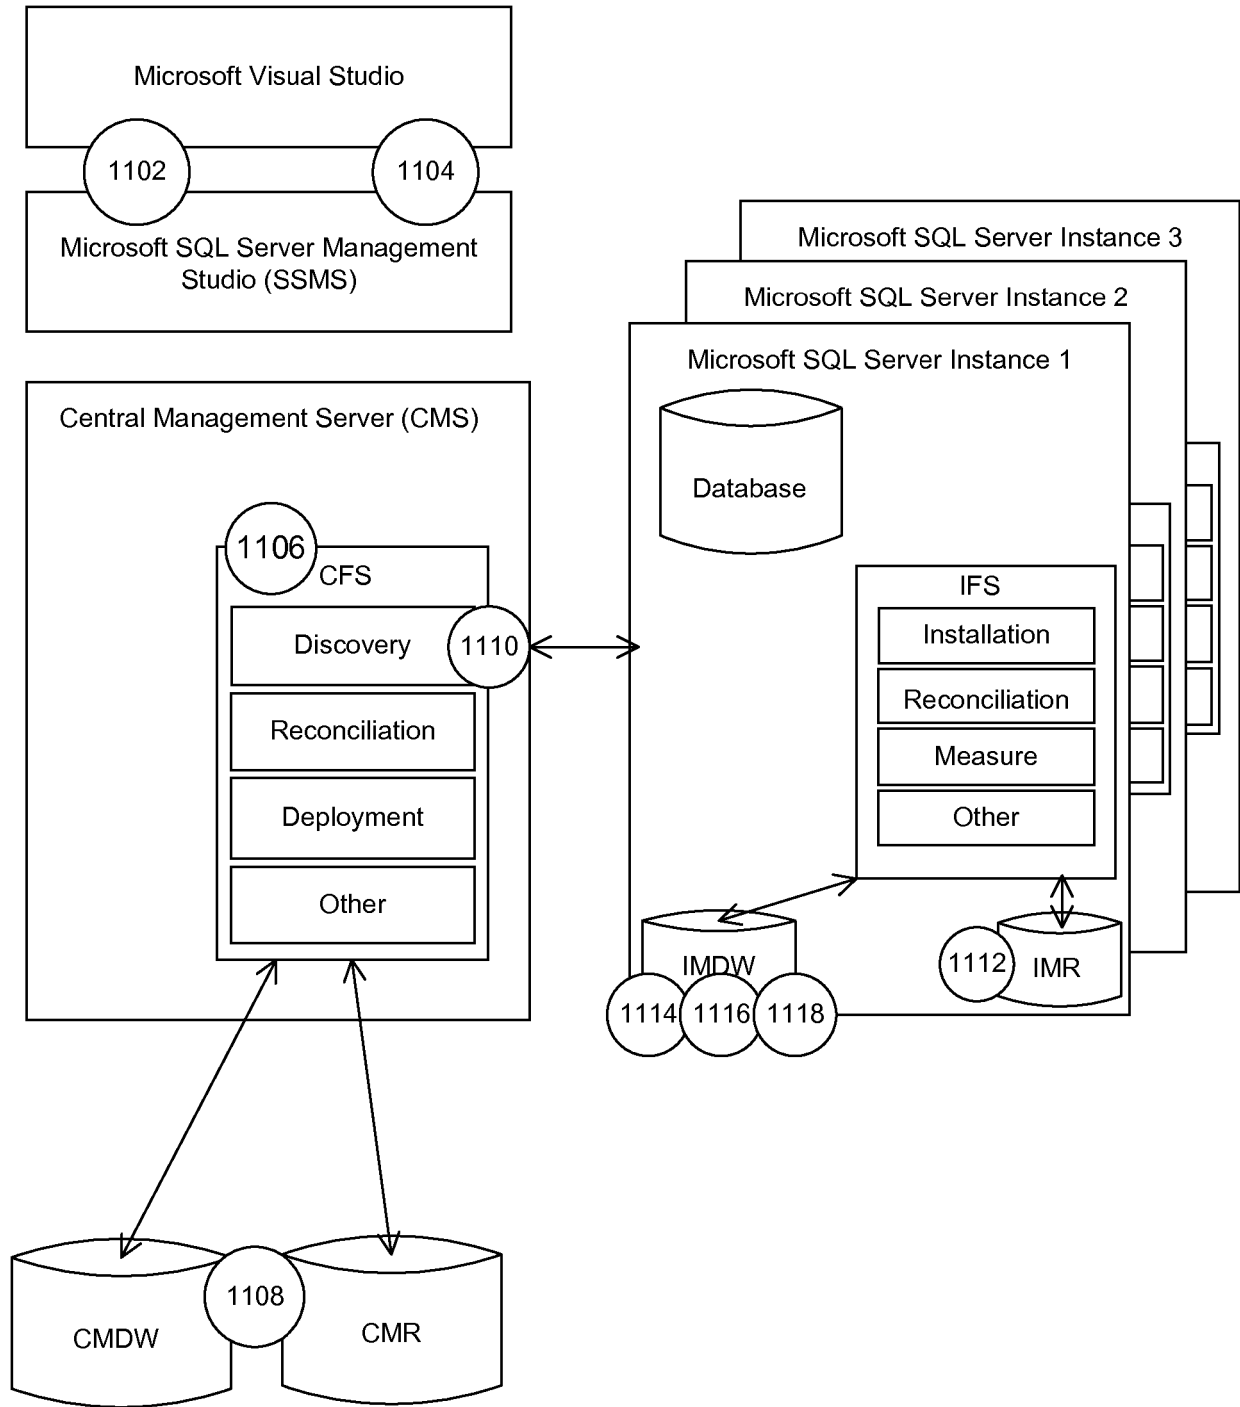 Microsoft Visual Studio
1102
1104
Microsoft SQL Server Management
Studio (SSMS)
Microsoft SQL Server Instance 3
Microsoft SQL Server Instance 2
Microsoft SQL Server Instance 1
Database
IFS
Installation
Reconciliation
Measure
Other
IMDW
1114
1116
1118
1112
IMR
Central Management Server (CMS)
1106
CFS
Discovery
1110
Reconciliation
Deployment
Other
CMDW
1108
CMR